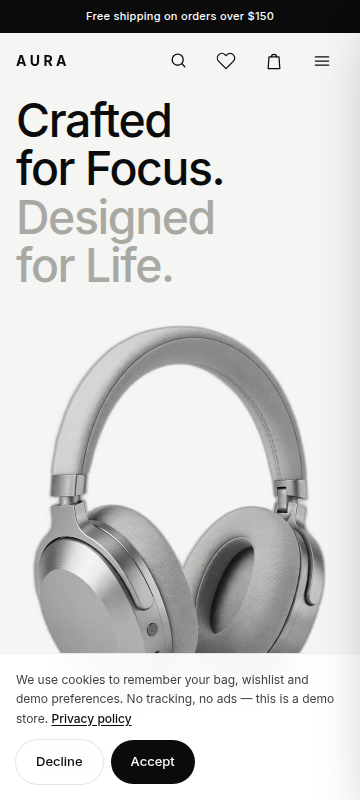 Free shipping on orders over $150
AURA
Crafted
for Focus.
Designed
for Life.
We use cookies to remember your bag, wishlist and
demo preferences. No tracking, no ads — this is a demo
store. Privacy policy
Decline Accept